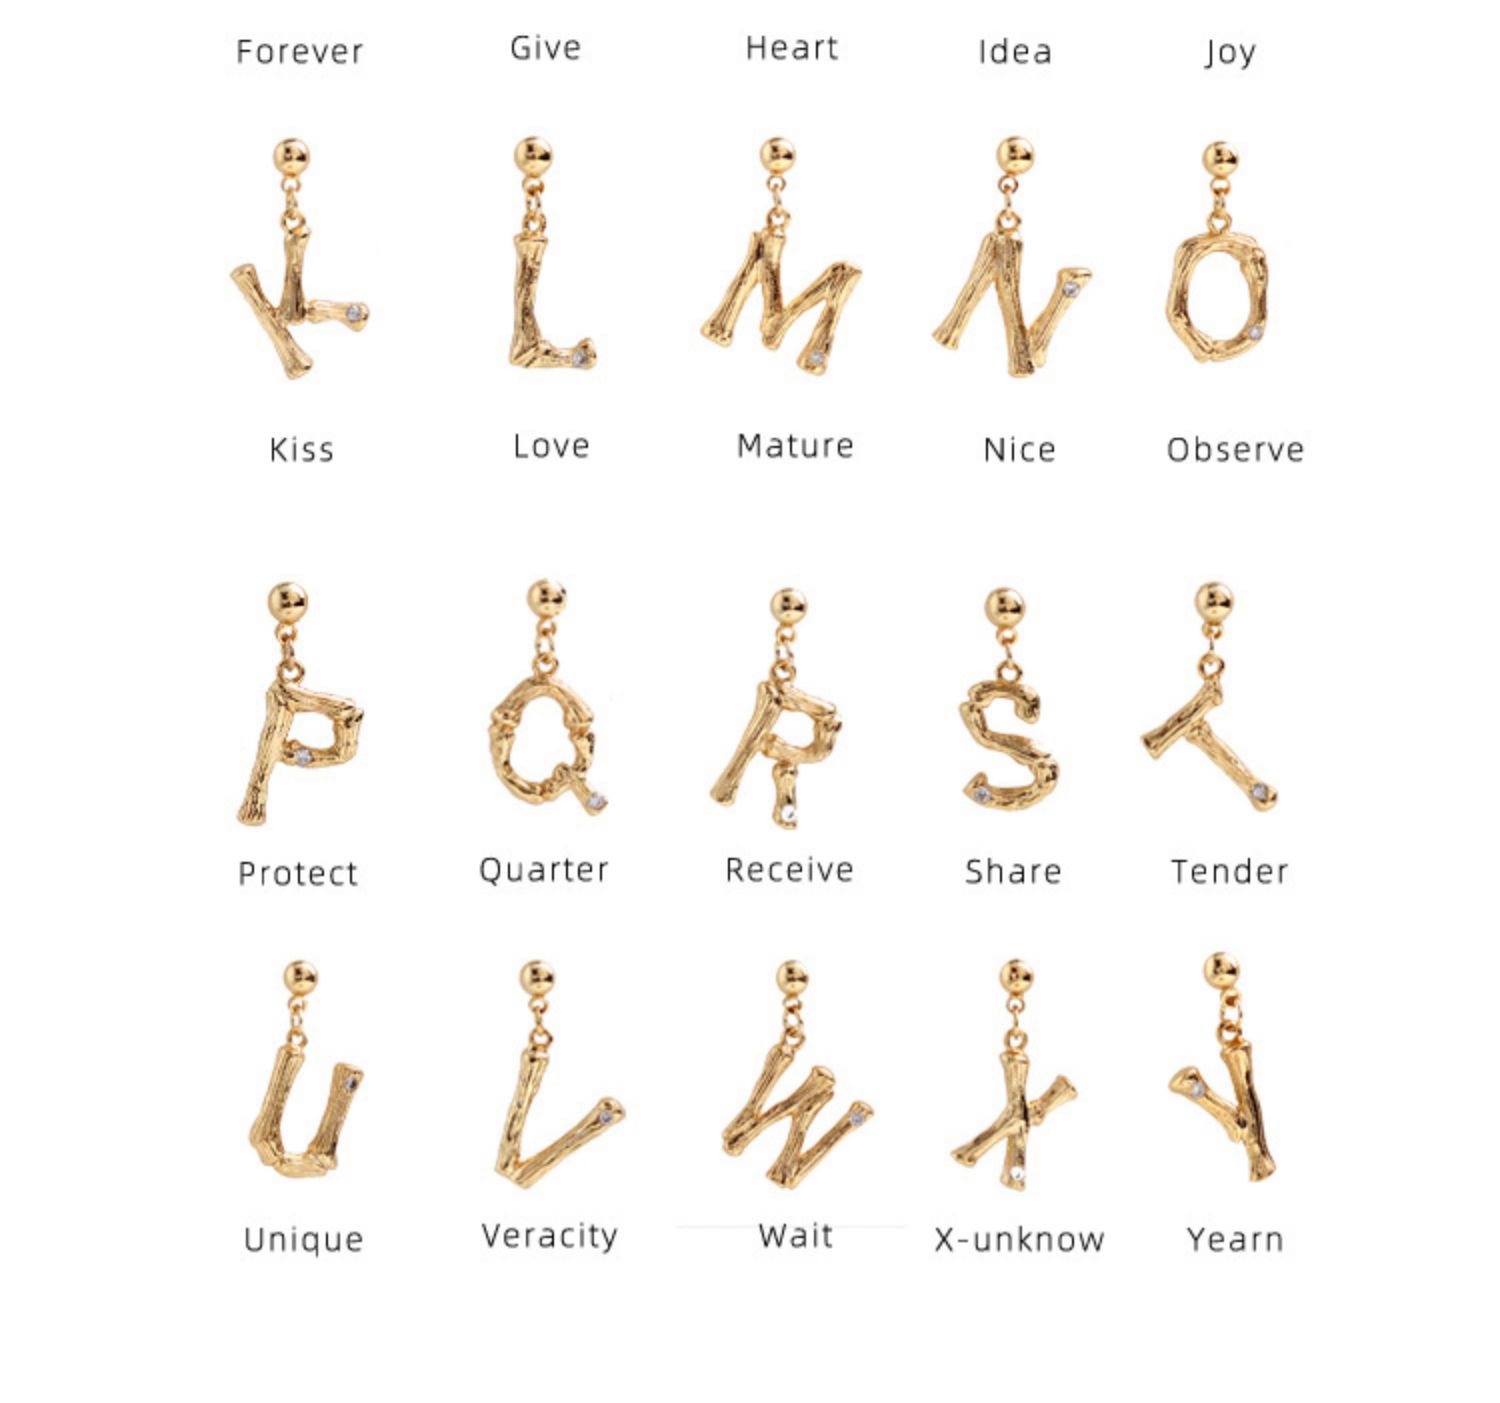 Forever Give Heart Idea Joy
Kiss Love Mature Nice Observe
Protect Quarter Receive Share Tender
Unique Veracity Wait X-unknow Yearn